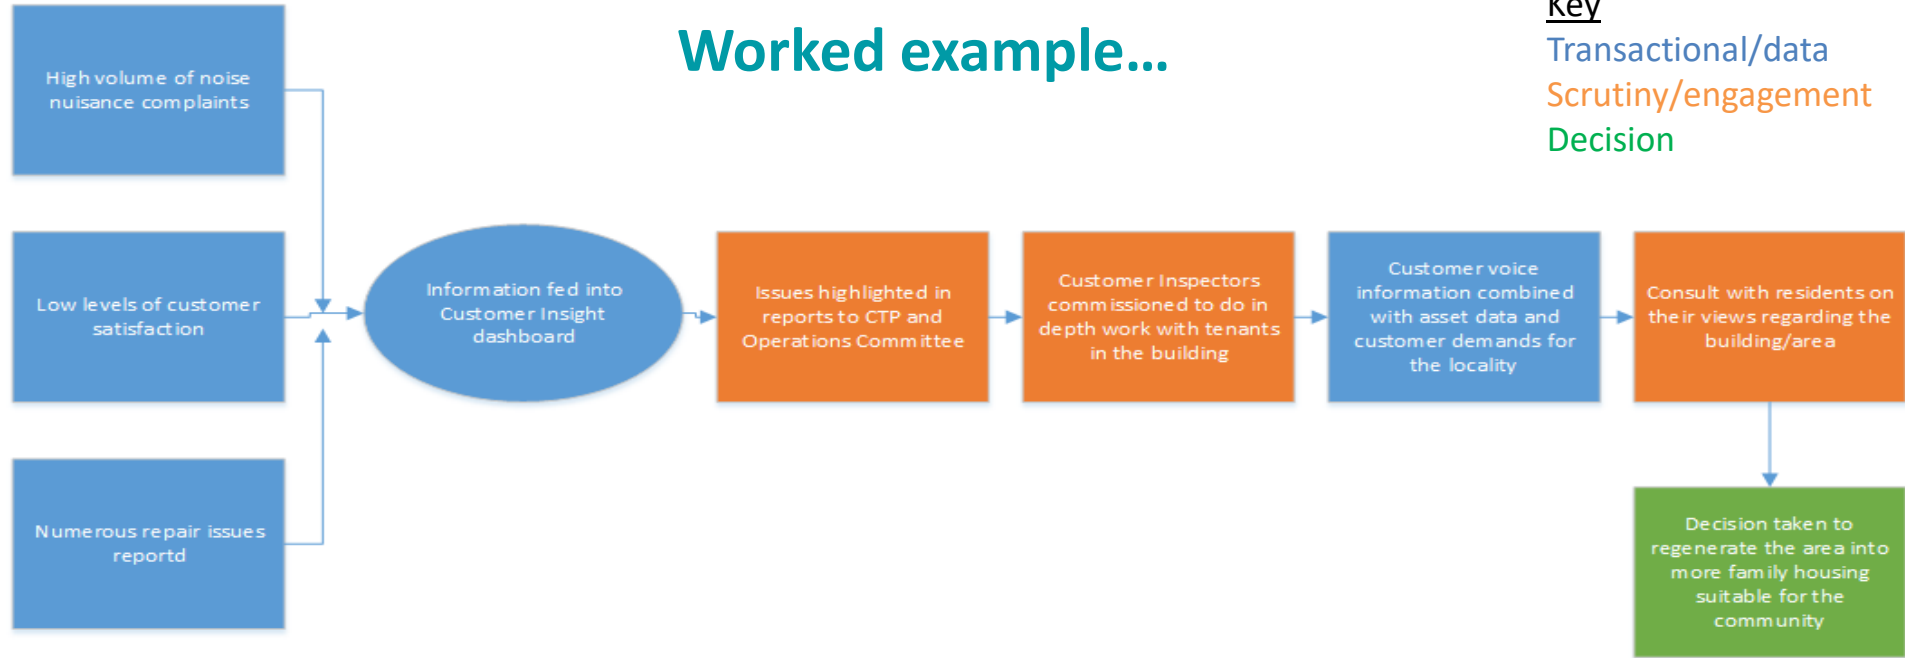 Worked example...
Key
Transactional/data
Scrutiny/engagement
Decision
High volume of noise
nuisance complaints
Low levels of customer
satisfaction
Numerous repair issues
reportd
Information fed into
Customer Insight
dashboard
Issues highlighted in
reports to CTP and
Operations Committee
Customer Inspectors
commissioned to do in
depth work with tenants
in the building
Customer voice
information combined
with asset data and
customer demands for
the locality
Consult with residents on
their views regarding the
building/area
Decision taken to
regenerate the area into
more family housing
suitable for the
community